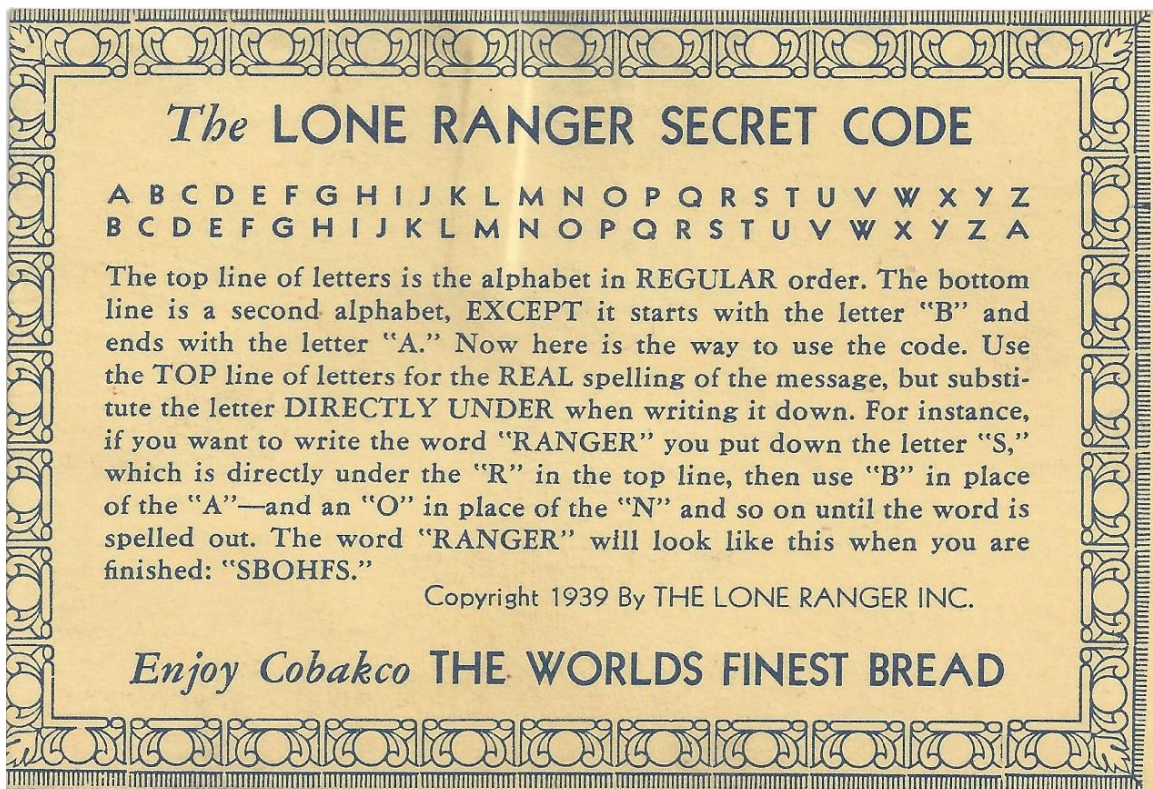 The LONE RANGER SECRET CODE
A B C D E F G H I J K L M N O P Q R S T U V W X Y Z
B C D E F G H I J K L M N O P Q R S T U V W X Y Z A
The top line of letters is the alphabet in REGULAR order. The bottom
line is a second alphabet, EXCEPT it starts with the letter "B" and
ends with the letter "A." Now here is the way to use the code. Use
the TOP line of letters for the REAL spelling of the message, but substi-
tute the letter DIRECTLY UNDER when writing it down. For instance,
if you want to write the word "RANGER" you put down the letter "S,"
which is directly under the "R" in the top line, then use "B" in place
of the "A"—and an "O" in place of the "N" and so on until the word is
spelled out. The word "RANGER" will look like this when you are
finished: "SBOHFS."
Copyright 1939 By THE LONE RANGER INC.
Enjoy Cobakco THE WORLDS FINEST BREAD